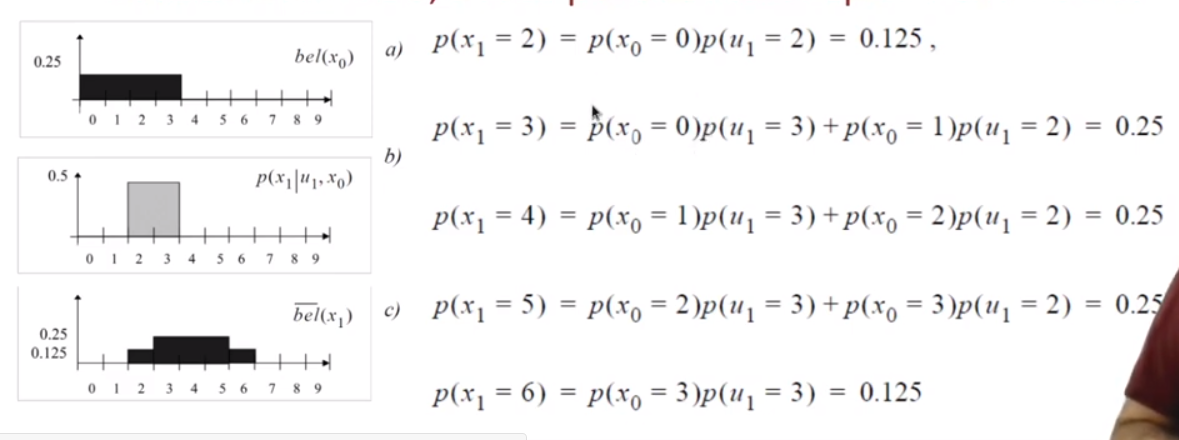 0.25 bel(x₀) a) p(x₁ = 2) = p(x₀ = 0)p(u₁ = 2) = 0.125 ,
0 1 2 3 4 5 6 7 8 9
p(x₁ = 3) = p(x₀ = 0)p(u₁ = 3) + p(x₀ = 1)p(u₁ = 2) = 0.25
b)
0.5 p(x₁|u₁, x₀)
p(x₁ = 4) = p(x₀ = 1)p(u₁ = 3) + p(x₀ = 2)p(u₁ = 2) = 0.25
0 1 2 3 4 5 6 7 8 9
b̅e̅l̅(x₁) c) p(x₁ = 5) = p(x₀ = 2)p(u₁ = 3) + p(x₀ = 3)p(u₁ = 2) = 0.25
0.25
0.125
0 1 2 3 4 5 6 7 8 9
p(x₁ = 6) = p(x₀ = 3)p(u₁ = 3) = 0.125